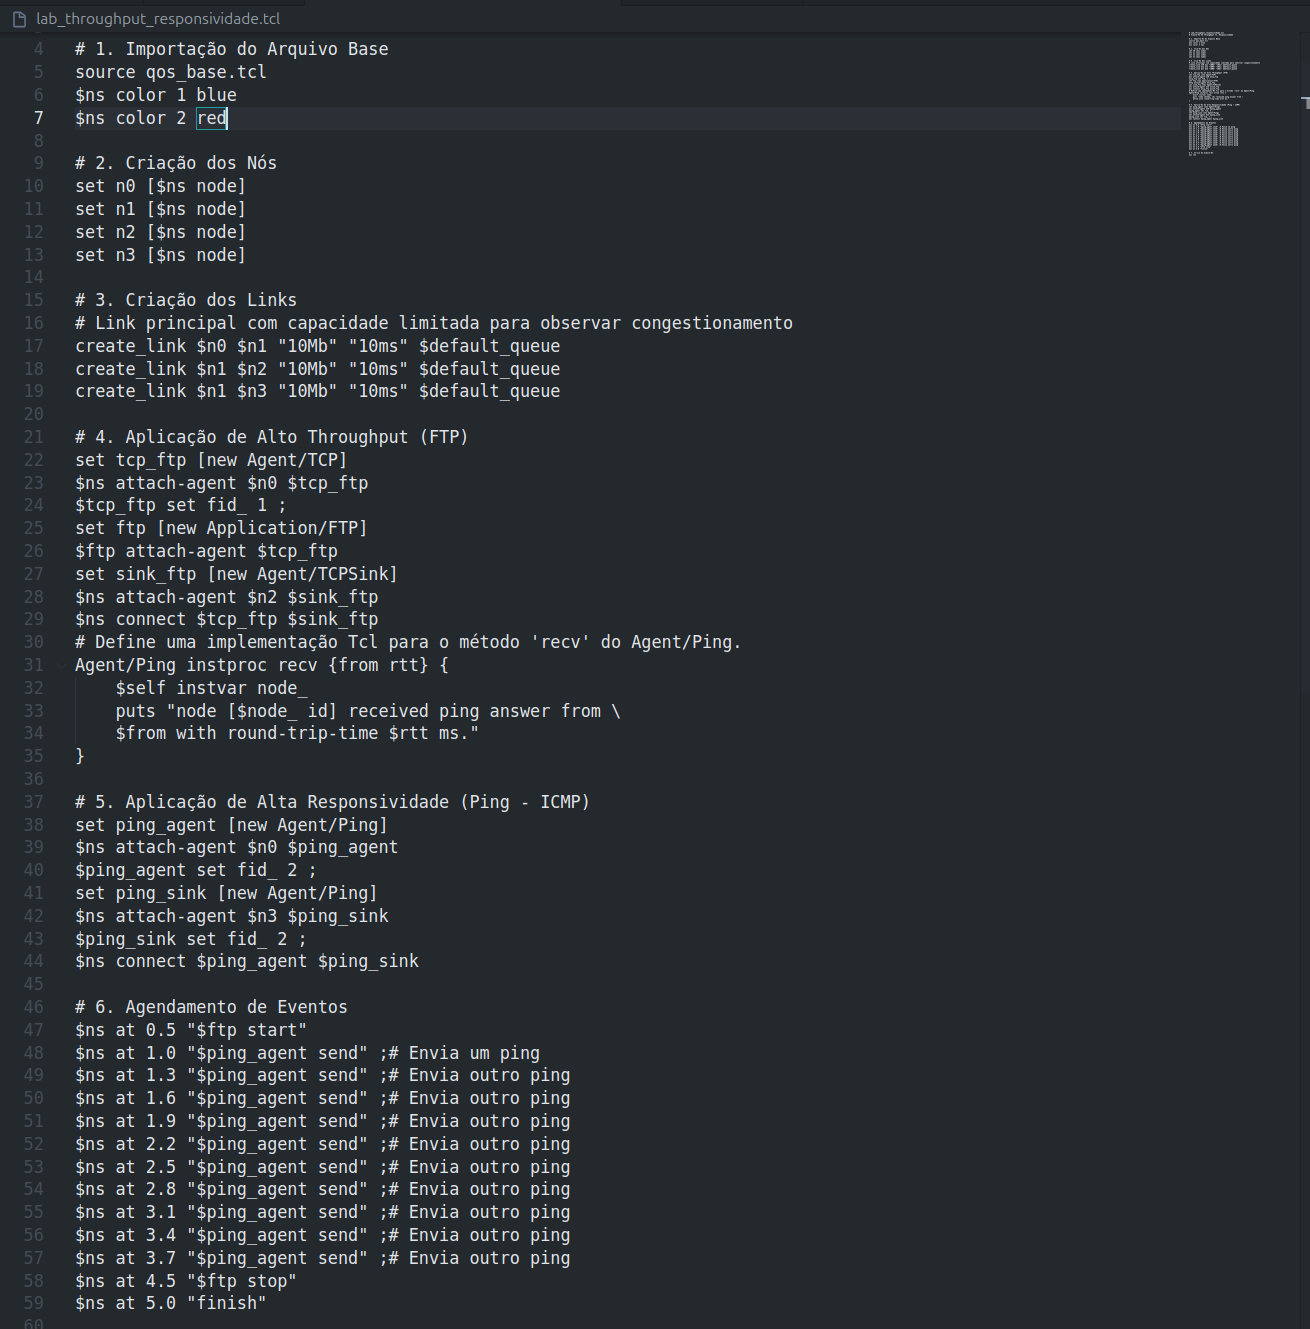 lab_throughput_responsividade.tcl
4 # 1. Importação do Arquivo Base
5 source qos_base.tcl
6 $ns color 1 blue
7 $ns color 2 red
8
9 # 2. Criação dos Nós
10 set n0 [$ns node]
11 set n1 [$ns node]
12 set n2 [$ns node]
13 set n3 [$ns node]
14
15 # 3. Criação dos Links
16 # Link principal com capacidade limitada para observar congestionamento
17 create_link $n0 $n1 "10Mb" "10ms" $default_queue
18 create_link $n1 $n2 "10Mb" "10ms" $default_queue
19 create_link $n1 $n3 "10Mb" "10ms" $default_queue
20
21 # 4. Aplicação de Alto Throughput (FTP)
22 set tcp_ftp [new Agent/TCP]
23 $ns attach-agent $n0 $tcp_ftp
24 $tcp_ftp set fid_ 1 ;
25 set ftp [new Application/FTP]
26 $ftp attach-agent $tcp_ftp
27 set sink_ftp [new Agent/TCPSink]
28 $ns attach-agent $n2 $sink_ftp
29 $ns connect $tcp_ftp $sink_ftp
30 # Define uma implementação Tcl para o método 'recv' do Agent/Ping.
31 Agent/Ping instproc recv {from rtt} {
32     $self instvar node_
33     puts "node [$node_ id] received ping answer from \
34     $from with round-trip-time $rtt ms."
35 }
36
37 # 5. Aplicação de Alta Responsividade (Ping - ICMP)
38 set ping_agent [new Agent/Ping]
39 $ns attach-agent $n0 $ping_agent
40 $ping_agent set fid_ 2 ;
41 set ping_sink [new Agent/Ping]
42 $ns attach-agent $n3 $ping_sink
43 $ping_sink set fid_ 2 ;
44 $ns connect $ping_agent $ping_sink
45
46 # 6. Agendamento de Eventos
47 $ns at 0.5 "$ftp start"
48 $ns at 1.0 "$ping_agent send" ;# Envia um ping
49 $ns at 1.3 "$ping_agent send" ;# Envia outro ping
50 $ns at 1.6 "$ping_agent send" ;# Envia outro ping
51 $ns at 1.9 "$ping_agent send" ;# Envia outro ping
52 $ns at 2.2 "$ping_agent send" ;# Envia outro ping
53 $ns at 2.5 "$ping_agent send" ;# Envia outro ping
54 $ns at 2.8 "$ping_agent send" ;# Envia outro ping
55 $ns at 3.1 "$ping_agent send" ;# Envia outro ping
56 $ns at 3.4 "$ping_agent send" ;# Envia outro ping
57 $ns at 3.7 "$ping_agent send" ;# Envia outro ping
58 $ns at 4.5 "$ftp stop"
59 $ns at 5.0 "finish"
60